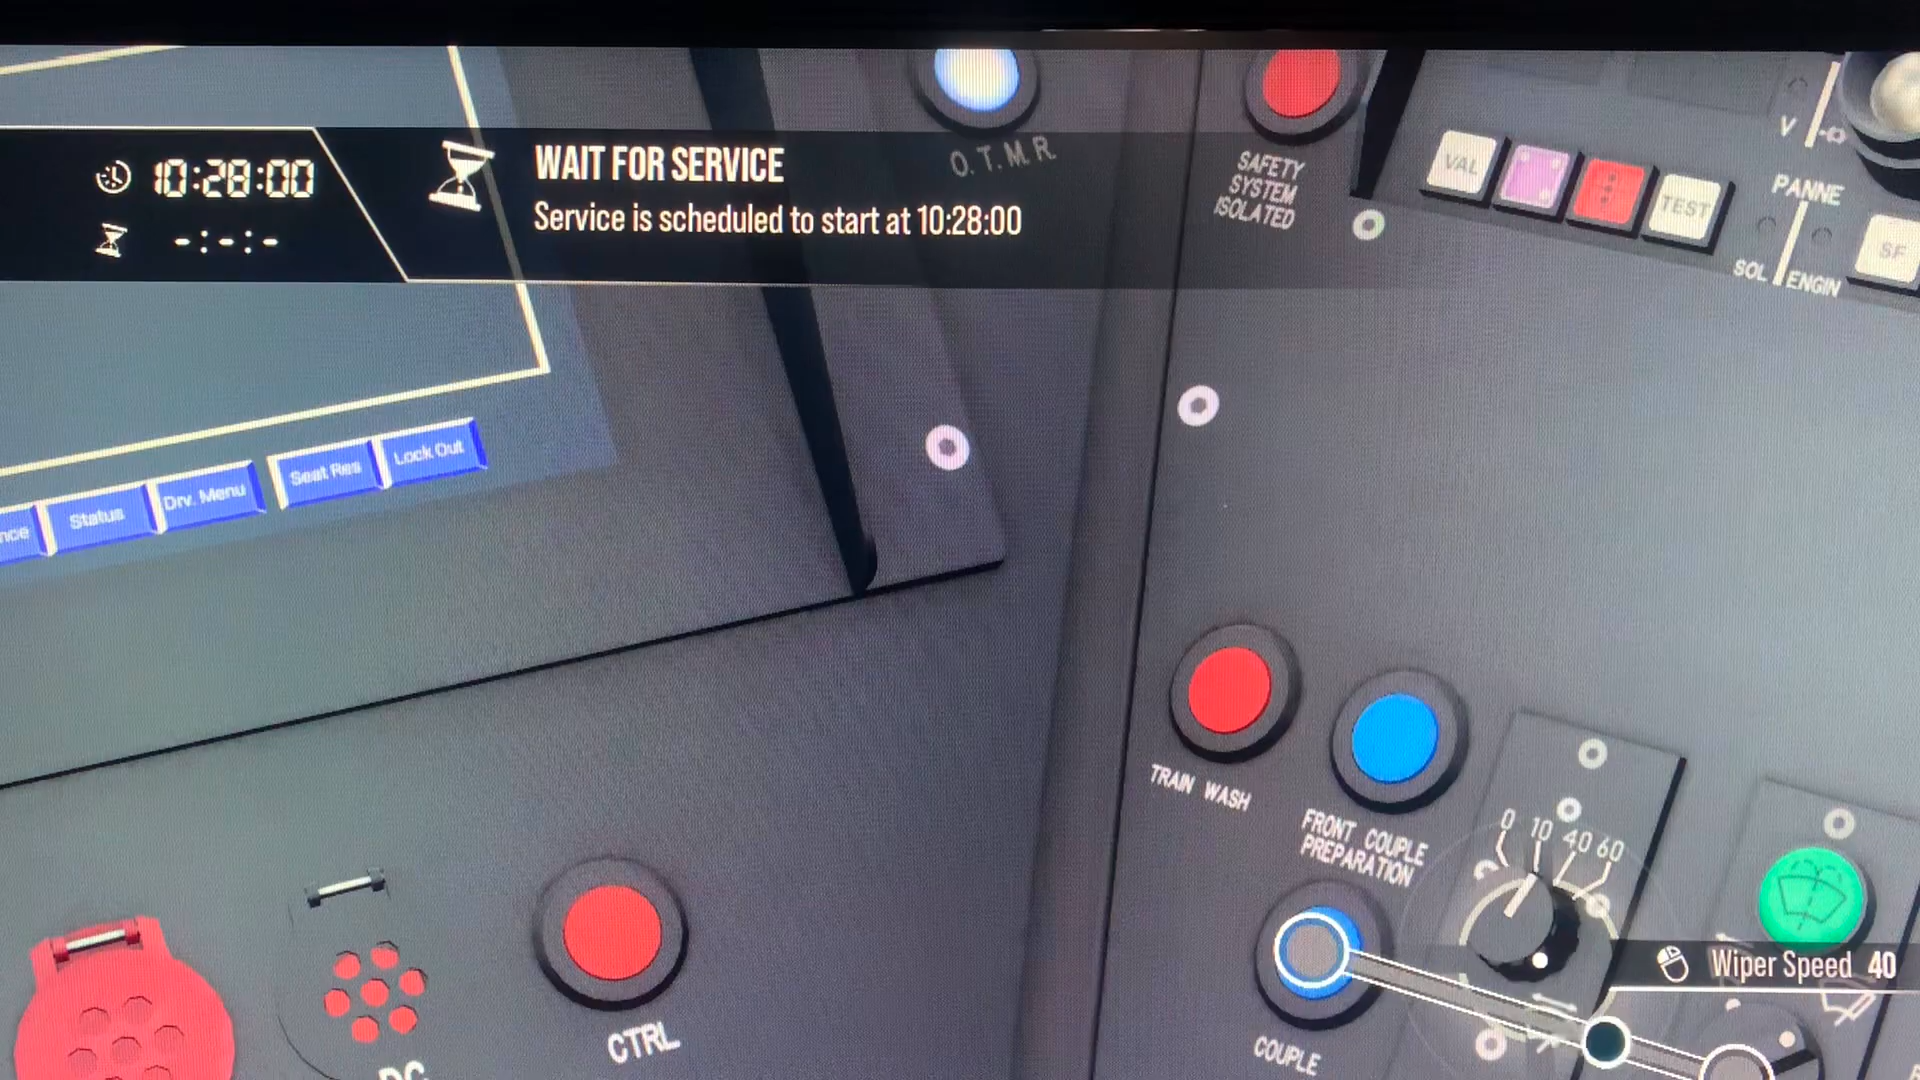 O.T.M.R
SAFETY
SYSTEM
ISOLATED
VAL
TEST
V
PANNE
SOL
ENGIN
SF
10:28:00
WAIT FOR SERVICE
Service is scheduled to start at 10:28:00
-:-:-
nce
Status
Drv. Menu
Seat Res
Lock Out
TRAIN WASH
FRONT COUPLE
PREPARATION
0 10 40 60
Wiper Speed 40
CTRL
COUPLE
DC